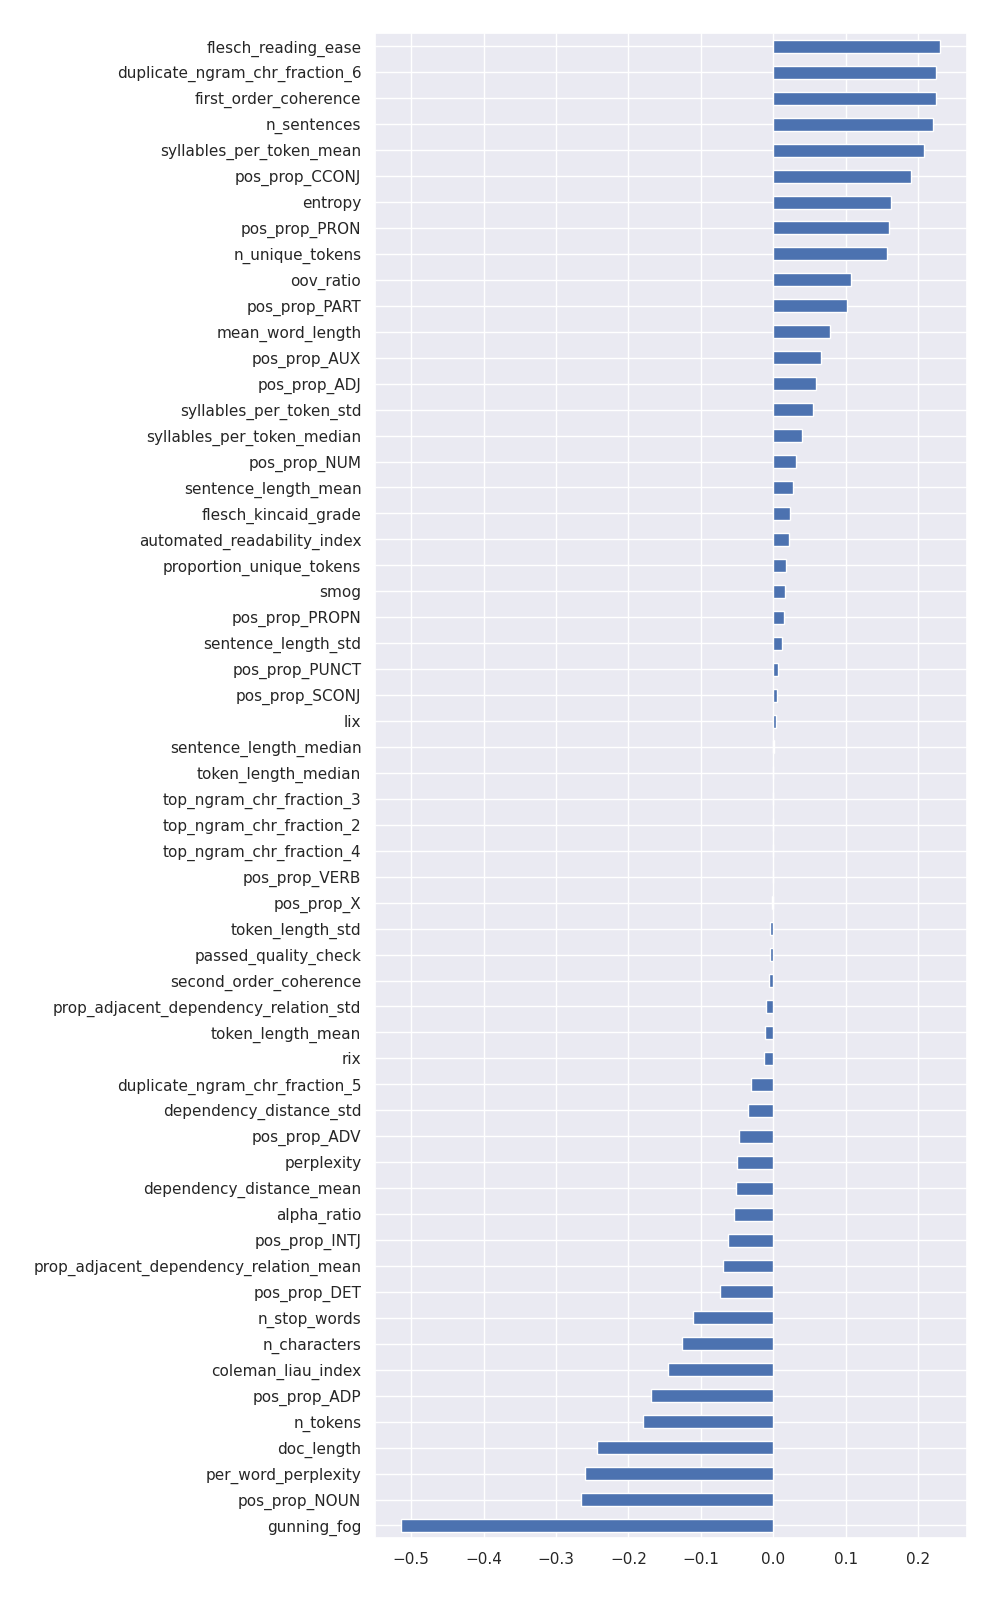 flesch_reading_ease
duplicate_ngram_chr_fraction_6
first_order_coherence
n_sentences
syllables_per_token_mean
pos_prop_CCONJ
entropy
pos_prop_PRON
n_unique_tokens
oov_ratio
pos_prop_PART
mean_word_length
pos_prop_AUX
pos_prop_ADJ
syllables_per_token_std
syllables_per_token_median
pos_prop_NUM
sentence_length_mean
flesch_kincaid_grade
automated_readability_index
proportion_unique_tokens
smog
pos_prop_PROPN
sentence_length_std
pos_prop_PUNCT
pos_prop_SCONJ
lix
sentence_length_median
token_length_median
top_ngram_chr_fraction_3
top_ngram_chr_fraction_2
top_ngram_chr_fraction_4
pos_prop_VERB
pos_prop_X
token_length_std
passed_quality_check
second_order_coherence
prop_adjacent_dependency_relation_std
token_length_mean
rix
duplicate_ngram_chr_fraction_5
dependency_distance_std
pos_prop_ADV
perplexity
dependency_distance_mean
alpha_ratio
pos_prop_INTJ
prop_adjacent_dependency_relation_mean
pos_prop_DET
n_stop_words
n_characters
coleman_liau_index
pos_prop_ADP
n_tokens
doc_length
per_word_perplexity
pos_prop_NOUN
gunning_fog
−0.5 −0.4 −0.3 −0.2 −0.1 0.0 0.1 0.2